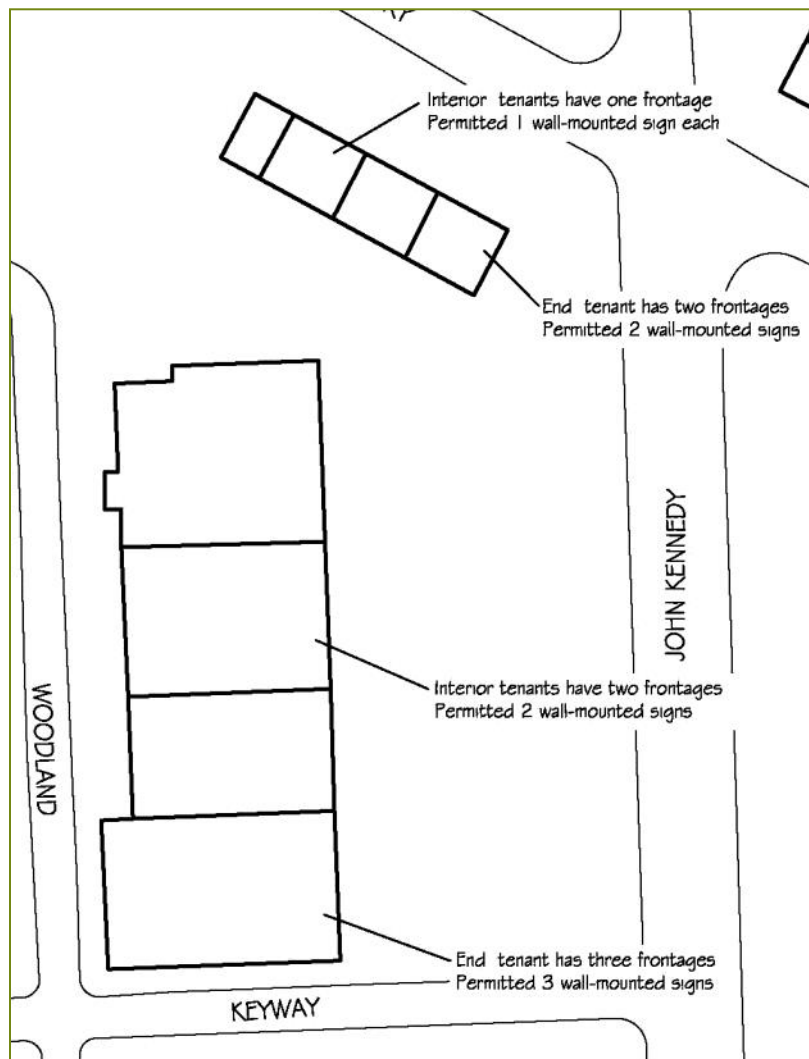 Interior tenants have one frontage
Permitted 1 wall-mounted sign each
End tenant has two frontages
Permitted 2 wall-mounted signs
JOHN KENNEDY
Interior tenants have two frontages
Permitted 2 wall-mounted signs
WOODLAND
End tenant has three frontages
Permitted 3 wall-mounted signs
KEYWAY